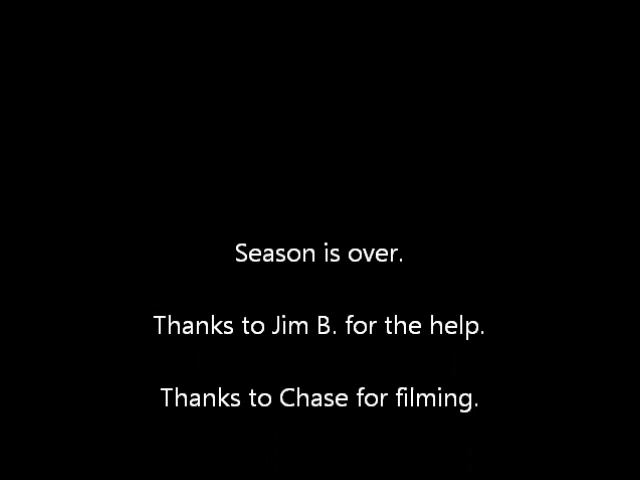 Season is over.
Thanks to Jim B. for the help.
Thanks to Chase for filming.